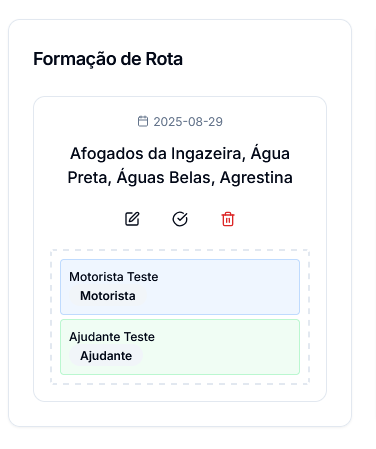 Formação de Rota
2025-08-29
Afogados da Ingazeira, Água
Preta, Águas Belas, Agrestina
Motorista Teste
Motorista
Ajudante Teste
Ajudante